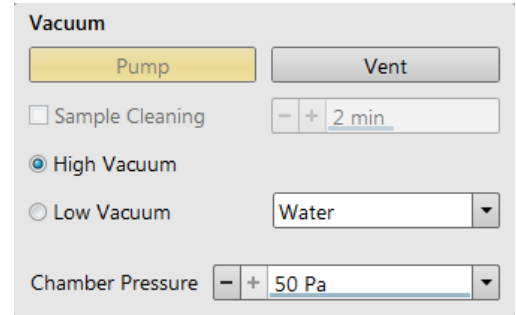 Vacuum
Pump Vent
Sample Cleaning - + 2 min
High Vacuum
Low Vacuum Water
Chamber Pressure - + 50 Pa